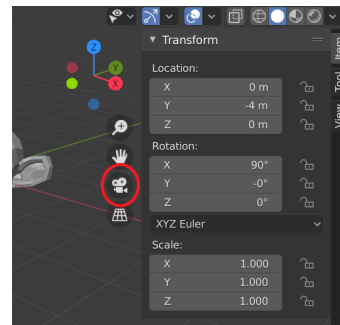 Transform
Location:
X 0 m
Y -4 m
Z 0 m
Rotation:
X 90°
Y -0°
Z 0°
XYZ Euler
Scale:
X 1.000
Y 1.000
Z 1.000
Item
Tool
View
Z
Y
X